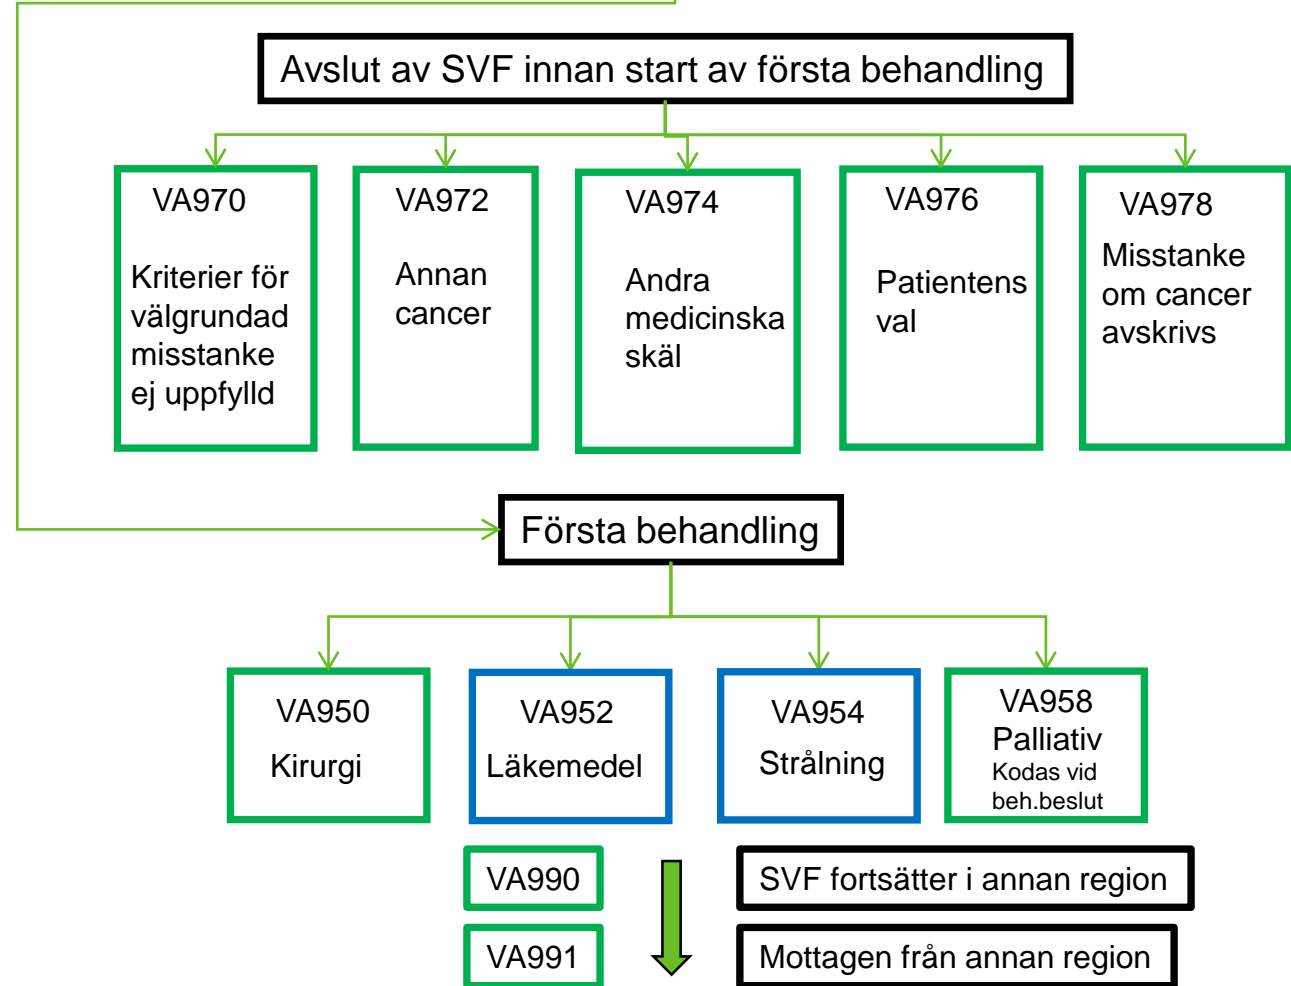 Avslut av SVF innan start av första behandling
VA970
Kriterier för
välgrundad
misstanke
ej uppfylld
VA972
Annan
cancer
VA974
Andra
medicinska
skäl
VA976
Patientens
val
VA978
Misstanke
om cancer
avskrivs
Första behandling
VA950
Kirurgi
VA952
Läkemedel
VA954
Strålning
VA958
Palliativ
Kodas vid
beh.beslut
VA990
SVF fortsätter i annan region
VA991
Mottagen från annan region